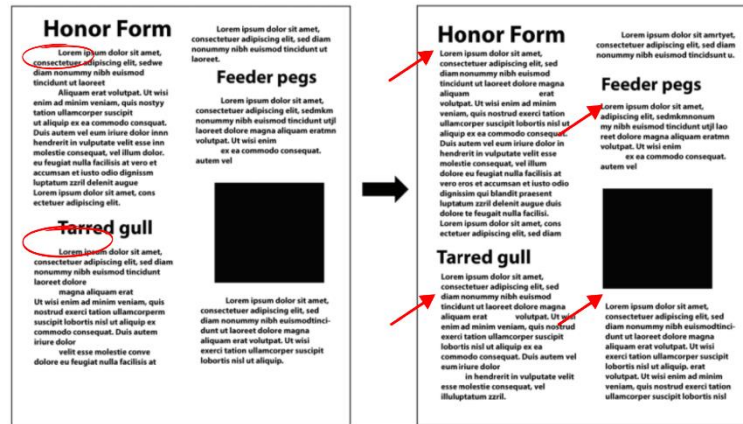 Honor Form
Lorem ipsum dolor sit amet,
consectetuer adipiscing elit, sedwe
diam nonummy nibh euismod
tincidunt ut laoreet
Aliquam erat volutpat. Ut wisi
enim ad minim veniam, quis nostyy
tation ullamcorper suscipit
ut aliquip ex ea commodo consquat.
Duis autem vel eum iriure dolor innn
hendrerit in vulputate velit esse inn
molestie consequat, vel illum dolor.
eu feugiat nulla facilisis at vero et
accumsan et iusto odio dignissm
luptatum zzril delenit augue
Lorem ipsum dolor sit amet, cons
ectetuer adipiscing elit.
Tarred gull
Lorem ipsum dolor sit amet,
consectetuer adipiscing elit, sed diam
nonummy nibh euismod tincidunt
laoreet dolore
magna aliquam erat
Ut wisi enim ad minim veniam, quis
nostrud exerci tation ullamcorperm
suscipit lobortis nisl ut aliquip ex
commodo consequat. Duis autem
iriure dolor
velit esse molestie conve
dolore eu feugiat nulla facilisis at
Lorem ipsum dolor sit amet,
consectetuer adipiscing elit, sed diam
nonummy nibh euismod tincidunt ut
laoreet.
Feeder pegs
Lorem ipsum dolor sit amet,
consectetuer adipiscing elit, sedmkm
nonummy nibh euismod tincidunt utjl
laoreet dolore magna aliquam eratmn
volutpat. Ut wisi enim
ex ea commodo consequat.
autem vel
Lorem ipsum dolor sit amet,
consectetuer adipiscing elit, sed
diam nonummy nibh euismodtinci-
dunt ut laoreet dolore magna
aliquam erat volutpat. Ut wisi
exerci tation ullamcorper suscipit
lobortis nisl ut aliquip.
Honor Form
Lorem ipsum dolor sit amet,
consectetuer adipiscing elit, sed
diam nonummy nibh euismod
tincidunt ut laoreet dolore magna
aliquam erat
volutpat. Ut wisi enim ad minim
veniam, quis nostrud exerci tation
ullamcorper suscipit lobortis nisl ut
aliquip ex ea commodo consequat.
Duis autem vel eum iriure dolor in
hendrerit in vulputate velit esse
molestie consequat, vel illum
dolore eu feugiat nulla facilisis at
vero eros et accumsan et iusto odio
dignissim qui blandit praesent
luptatum zzril delenit augue duis
dolore te feugait nulla facilisi.
Lorem ipsum dolor sit amet, cons
ectetuer adipiscing elit, sed diam
Tarred gull
Lorem ipsum dolor sit amet,
consectetuer adipiscing elit, sed
diam nonummy nibh euismod
tincidunt ut laoreet dolore magna
aliquam erat volutpat. Ut wisi
enim ad minim veniam, quis nostrud
exerci tation ullamcorper suscipit
lobortis nisl ut aliquip ex ea
commodo consequat. Duis autem vel
eum iriure dolor
in hendrerit in vulputate velit
esse molestie consequat, vel
illuluptatum zzril.
Lorem ipsum dolor sit amrtyet,
consectetuer adipiscing elit, sed diam
nonummy nibh euismod tincidsunt u.
Feeder pegs
Lorem ipsum dolor sit amet,
adipiscing elit, sedmkmnonum
my nibh euismod tincidunt utjl lao
reet dolore magna aliquam eratmn
volutpat. Ut wisi enim
ex ea commodo consequat.
autem vel
Lorem ipsum dolor sit amet,
consectetuer adipiscing elit, sed
diam nonummy nibh euismodtinci-
dunt ut laoreet dolore magna
aliquam erat volutpat. Ut wisi
exerci tation ullamcorper suscipit
lobortis nisl ut aliquip. erat
volutpat. Ut wisi enim ad minim
veniam, quis nostrud exerci tation
ullamcorper suscipit lobortis nisl